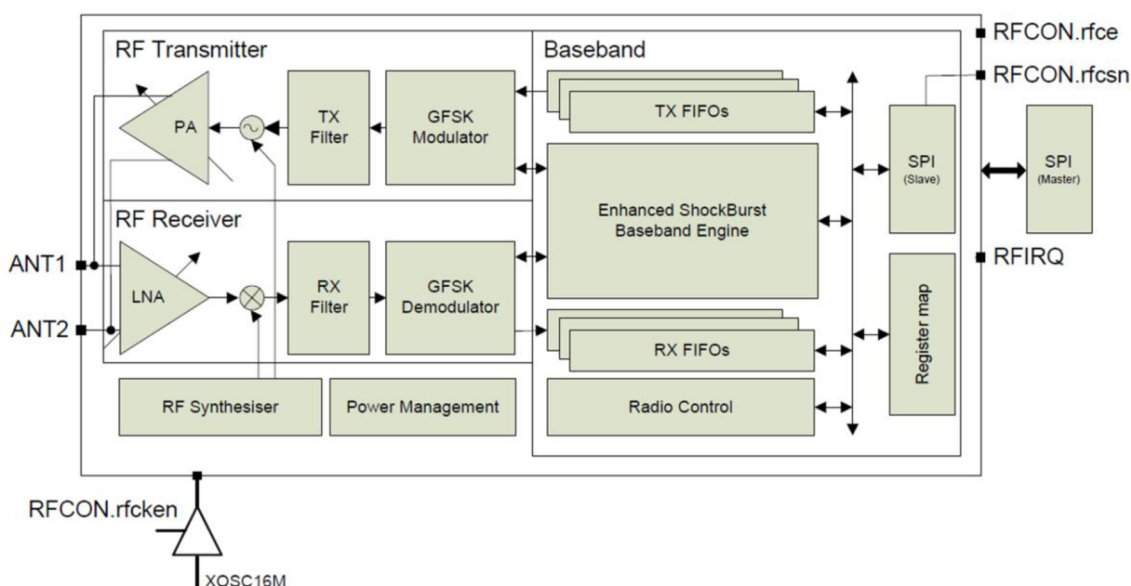 RF Transmitter
Baseband
RFCON.rfce
RFCON.rfcsn
PA
TX
Filter
GFSK
Modulator
TX FIFOs
SPI
(Slave)
SPI
(Master)
Enhanced ShockBurst
Baseband Engine
RF Receiver
ANT1
LNA
RX
Filter
GFSK
Demodulator
RFIRQ
ANT2
RX FIFOs
Register map
RF Synthesiser
Power Management
Radio Control
RFCON.rfcken
XOSC16M